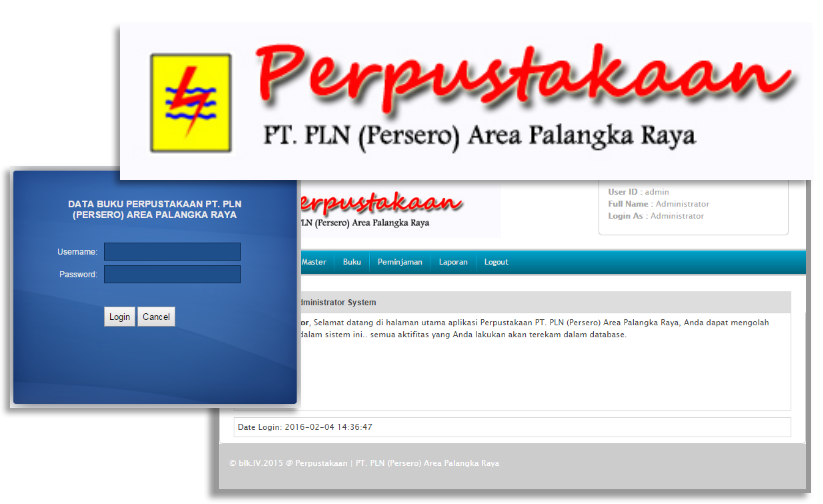 Perpustakaan
PT. PLN (Persero) Area Palangka Raya
DATA BUKU PERPUSTAKAAN PT. PLN
(PERSERO) AREA PALANGKA RAYA
Username:
Password:
Login Cancel
erpustakaan
LN (Persero) Area Palangka Raya
User ID : admin
Full Name : Administrator
Login As : Administrator
Master Buku Peminjaman Laporan Logout
dministrator System
or, Selamat datang di halaman utama aplikasi Perpustakaan PT. PLN (Persero) Area Palangka Raya, Anda dapat mengolah
dalam sistem ini.. semua aktifitas yang Anda lakukan akan terekam dalam database.
Date Login: 2016-02-04 14:36:47
© blk.IV.2015 @ Perpustakaan | PT. PLN (Persero) Area Palangka Raya